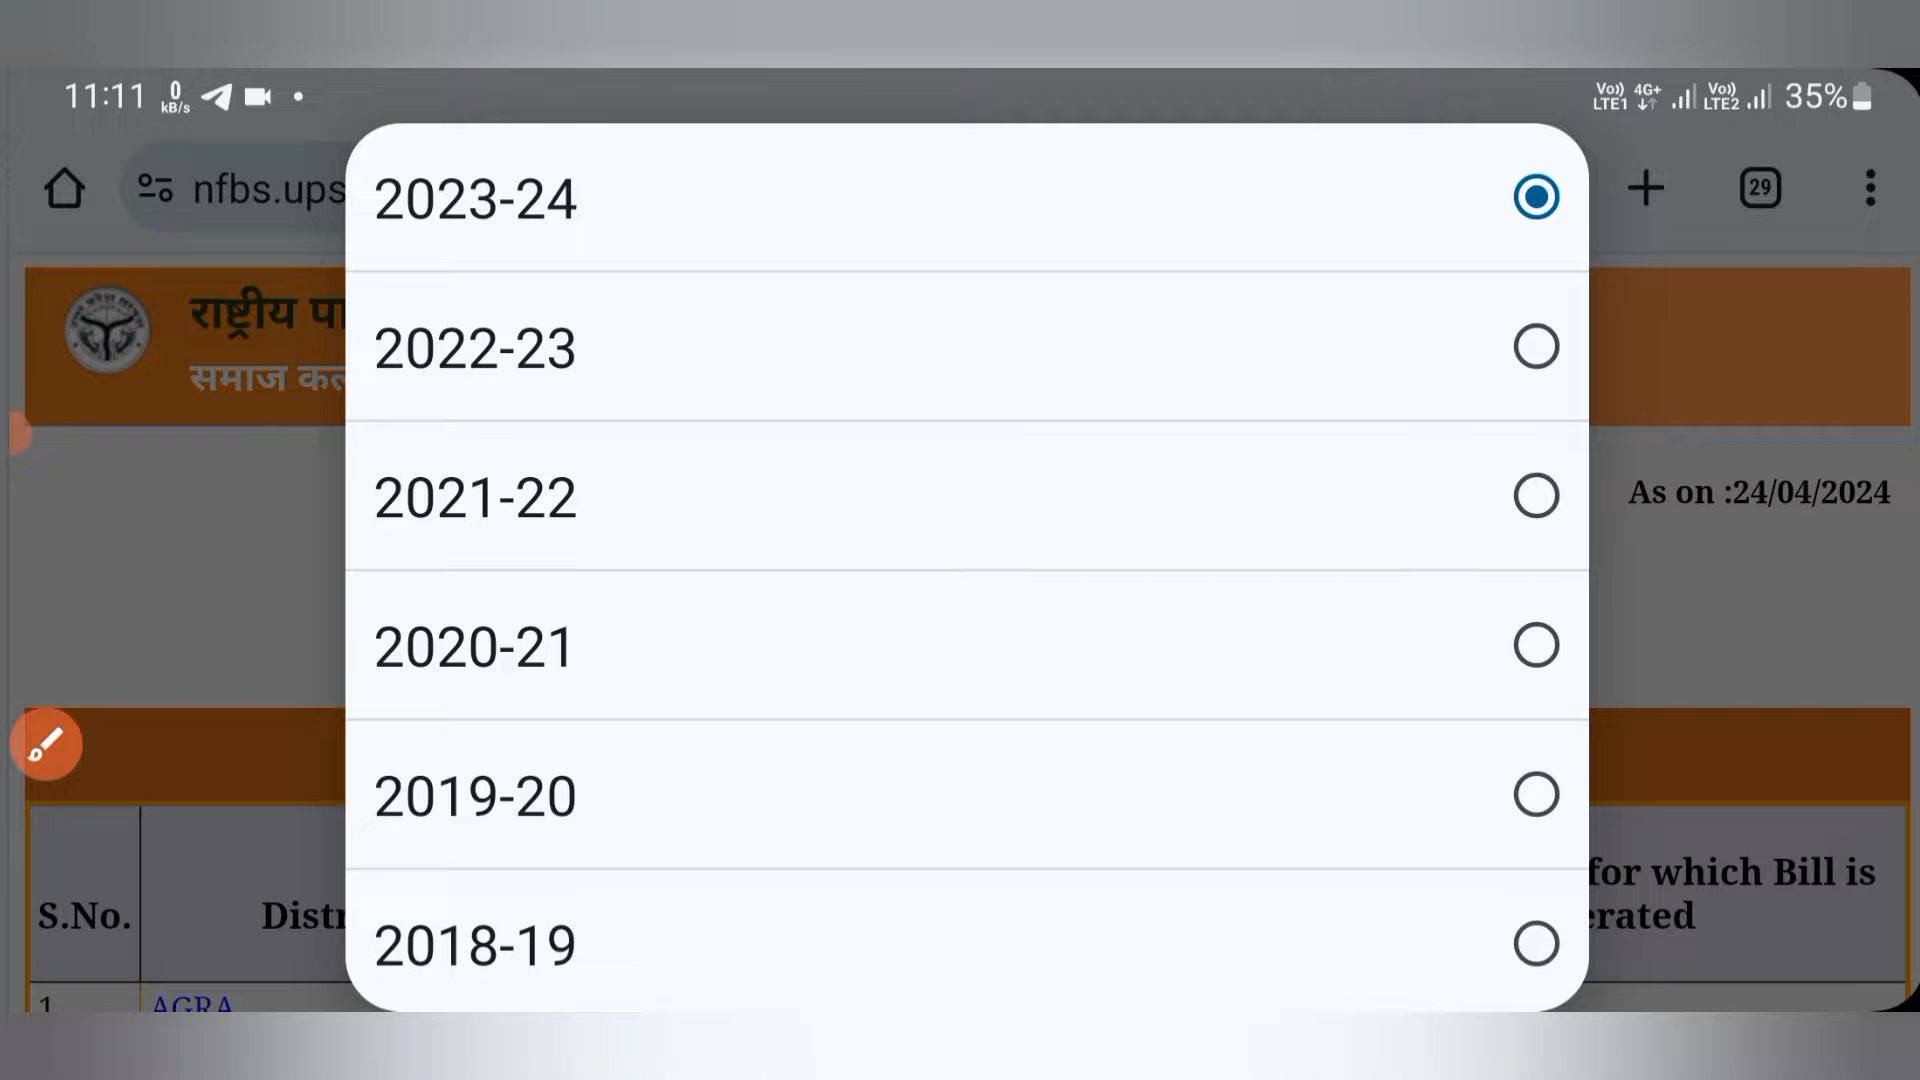 11:11 0 kB/s Vo)) LTE1 4G+ Vo)) LTE2 35%
nfbs.ups 29
2023-24
राष्ट्रीय
समाज
2022-23
2021-22
As on :24/04/2024
2020-21
2019-20
for which Bill is
S.No. Distr erated
2018-19
1 AGRA